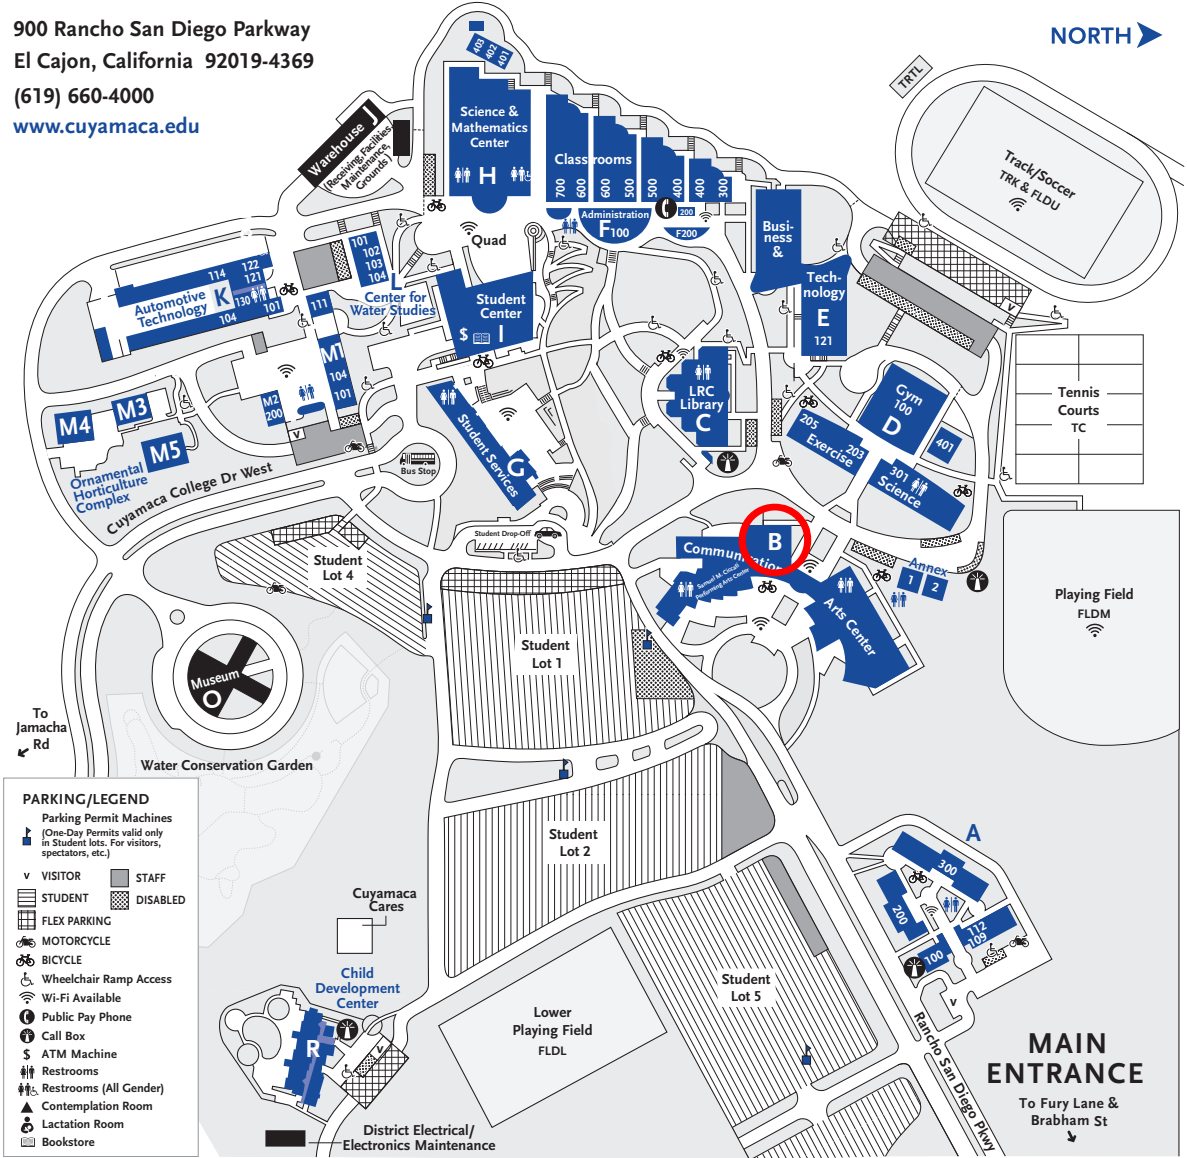 900 Rancho San Diego Parkway
El Cajon, California 92019-4369
(619) 660-4000
www.cuyamaca.edu
NORTH
403
402
401
TRTL
Science &
Mathematics
Center
H
Warehouse J
(Receiving, Facilities,
Maintenance,
Grounds)
Classrooms
700
600
600
500
500
400
400
300
Track/Soccer
TRK & FLDU
Administration
F100
200
F200
Quad
Busi-
ness
&
Tech-
nology
E
121
101
102
103
104
L
Center for
Water Studies
114
122
121
Automotive
Technology
K
130
101
104
111
Student
Center
$
I
M1
104
101
M2
200
V
M4
M3
M5
Ornamental
Horticulture
Complex
Cuyamaca College Dr West
Bus Stop
Student Services
G
LRC
Library
C
V
Gym
100
D
401
205
Exercise
203
301
Science
Tennis
Courts
TC
Student Drop-Off
B
Communication
Samuel M. Ciccati
Performing Arts Center
Arts Center
Annex
1
2
Playing Field
FLDM
Student
Lot 4
Student
Lot 1
Museum
O
To
Jamacha
Rd
Water Conservation Garden
Student
Lot 2
PARKING/LEGEND
Parking Permit Machines
(One-Day Permits valid only
in Student lots. For visitors,
spectators, etc.)
V VISITOR
STAFF
STUDENT
DISABLED
FLEX PARKING
MOTORCYCLE
BICYCLE
Wheelchair Ramp Access
Wi-Fi Available
Public Pay Phone
Call Box
$ ATM Machine
Restrooms
Restrooms (All Gender)
Contemplation Room
Lactation Room
Bookstore
Cuyamaca
Cares
Child
Development
Center
R
V
District Electrical/
Electronics Maintenance
Lower
Playing Field
FLDL
Student
Lot 5
A
300
200
112
109
100
V
Rancho San Diego Pkwy
MAIN
ENTRANCE
To Fury Lane &
Brabham St